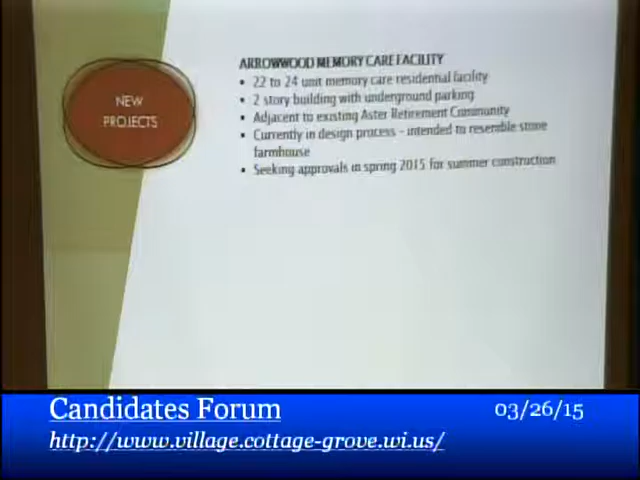 NEW
PROJECTS
ARROWWOOD MEMORY CARE FACILITY
• 22 to 24 unit memory care residential facility
• 2 story building with underground parking
• Adjacent to existing Aster Retirement Community
• Currently in design process - intended to resemble stone
farmhouse
• Seeking approvals in spring 2015 for summer construction
Candidates Forum
03/26/15
http://www.village.cottage-grove.wi.us/